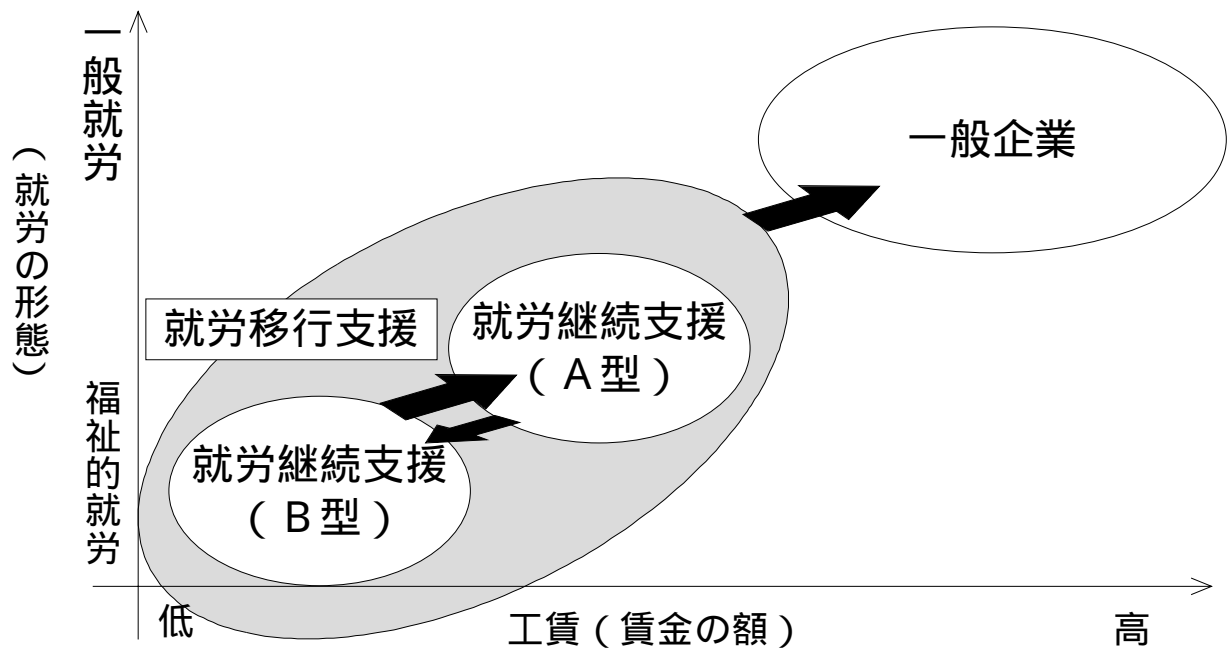 一般就労
(就労の形態)
福祉的就労
一般企業
就労移行支援
就労継続支援
(A型)
就労継続支援
(B型)
低
工賃(賃金の額)
高